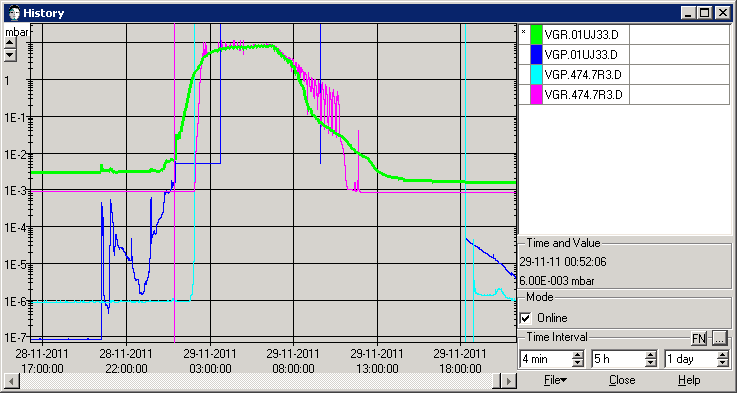 History
mbar
1
1E-1
1E-2
1E-3
1E-4
1E-5
1E-6
1E-7
28-11-2011 28-11-2011 29-11-2011 29-11-2011 29-11-2011 29-11-2011
17:00:00 22:00:00 03:00:00 08:00:00 13:00:00 18:00:00
* VGR.01UJ33.D
VGP.01UJ33.D
VGP.474.7R3.D
VGR.474.7R3.D
Time and Value
29-11-11 00:52:06
6.00E-003 mbar
Mode
Online
Time Interval FN ...
4 min 5 h 1 day
File Close Help